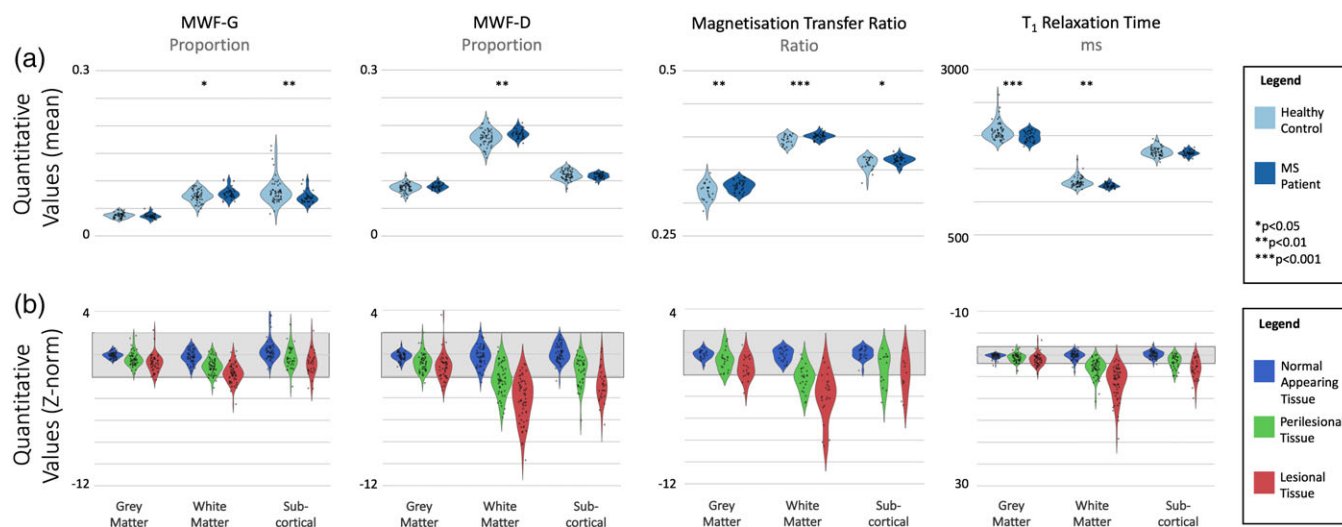 MWF-G
Proportion
MWF-D
Proportion
Magnetisation Transfer Ratio
Ratio
T1 Relaxation Time
ms
(a)
Quantitative
Values (mean)
0.3
* **
0
0.3
**
0
0.5
** *** *
0.25
3000
*** **
500
Legend
Healthy
Control
MS
Patient
*p<0.05
**p<0.01
***p<0.001
(b)
Quantitative
Values (Z-norm)
4
-12
4
-12
4
-12
-10
30
Grey
Matter
White
Matter
Sub-
cortical
Grey
Matter
White
Matter
Sub-
cortical
Grey
Matter
White
Matter
Sub-
cortical
Grey
Matter
White
Matter
Sub-
cortical
Legend
Normal
Appearing
Tissue
Perilesional
Tissue
Lesional
Tissue